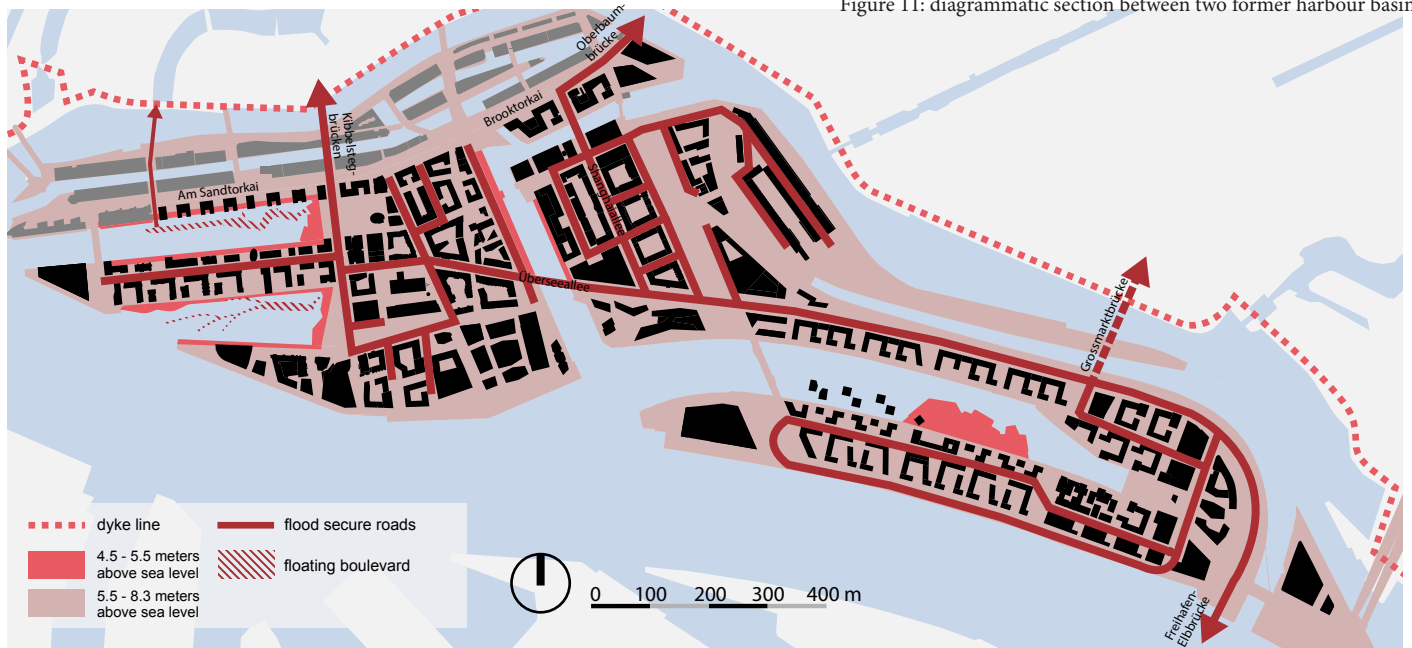 Figure 11: diagrammatic section between two former harbour basin
Oberbaum-
brücke
Kibbelsteg-
brücken
Brooktorkai
Am Sandtorkai
Shanghaiallee
Überseeallee
Grossmarktbrücke
Freihafen-
Elbbrücke
dyke line
flood secure roads
4.5 - 5.5 meters
above sea level
floating boulevard
5.5 - 8.3 meters
above sea level
0 100 200 300 400 m